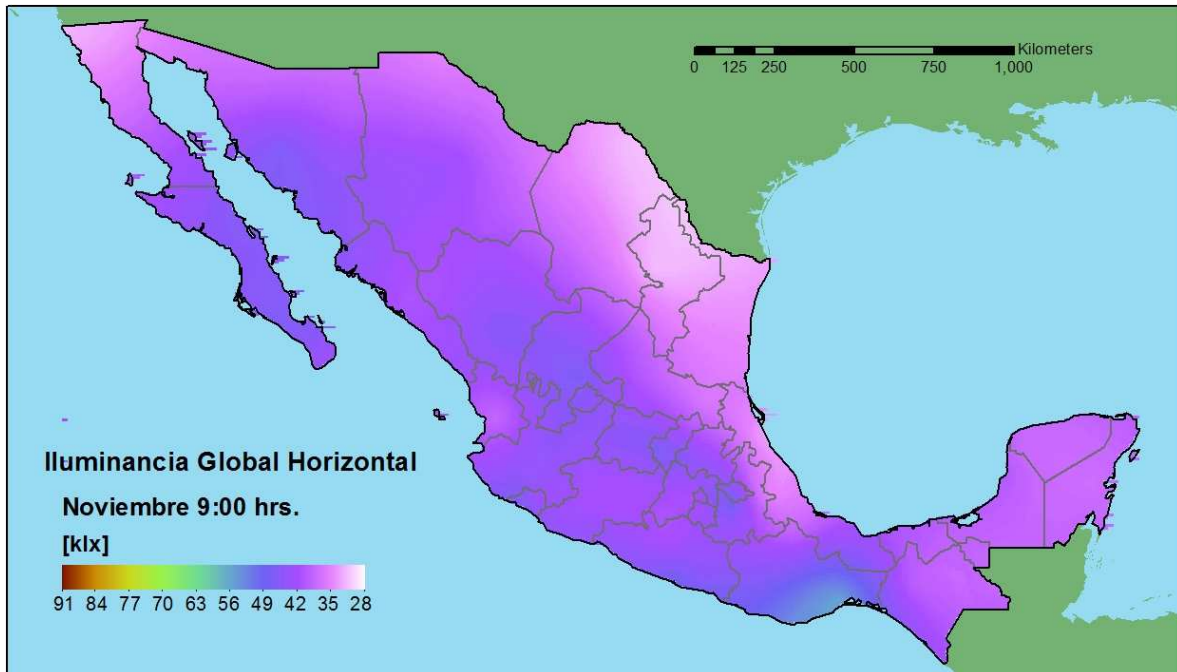 Kilometers
0 125 250 500 750 1,000
Iluminancia Global Horizontal
Noviembre 9:00 hrs.
[klx]
91 84 77 70 63 56 49 42 35 28